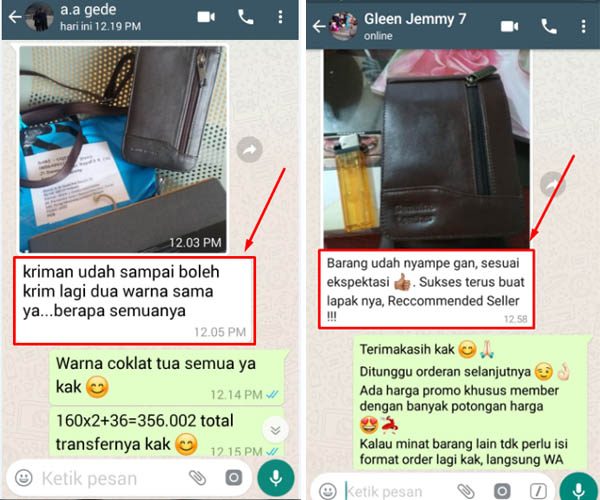 a.a gede
hari ini 12.19 PM
12.03 PM
kriman udah sampai boleh
krim lagi dua warna sama
ya...berapa semuanya
12.05 PM
Warna coklat tua semua ya
kak 😊
12.14 PM
160x2+36=356.002 total
transfernya kak 😊
12.15 PM
Ketik pesan
Gleen Jemmy 7
online
Genuine
Leather
Barang udah nyampe gan, sesuai
ekspektasi 👍🏽. Sukses terus buat
lapak nya, Reccommended Seller
!!!
12.58
Terimakasih kak 😊🙏🏻
Ditunggu orderan selanjutnya 😉👌🏻
Ada harga promo khusus member
dengan banyak potongan harga
😍💃
Kalau minat barang lain tdk perlu isi
format order lagi kak, langsung WA
Ketik pesan